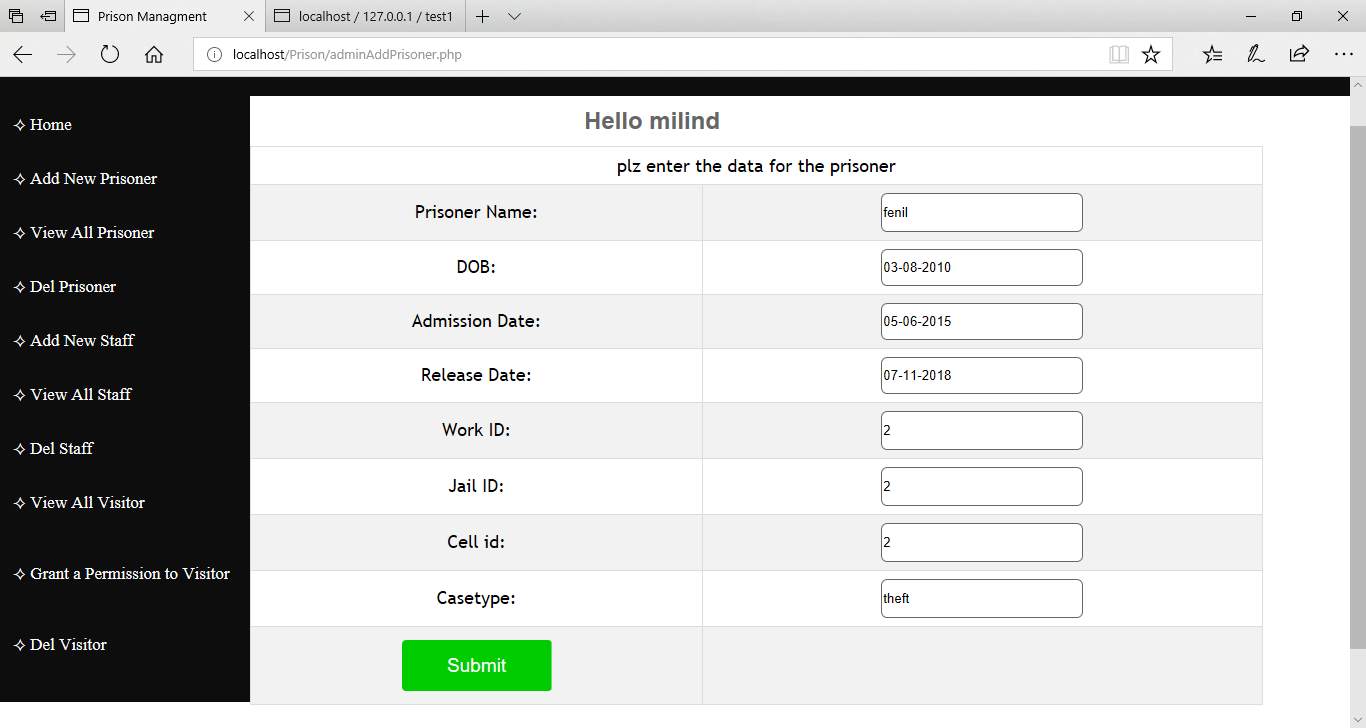 Prison Managment
localhost / 127.0.0.1 / test1
localhost/Prison/adminAddPrisoner.php
Home
Add New Prisoner
View All Prisoner
Del Prisoner
Add New Staff
View All Staff
Del Staff
View All Visitor
Grant a Permission to Visitor
Del Visitor
Hello milind
plz enter the data for the prisoner
Prisoner Name: fenil
DOB: 03-08-2010
Admission Date: 05-06-2015
Release Date: 07-11-2018
Work ID: 2
Jail ID: 2
Cell id: 2
Casetype: theft
Submit